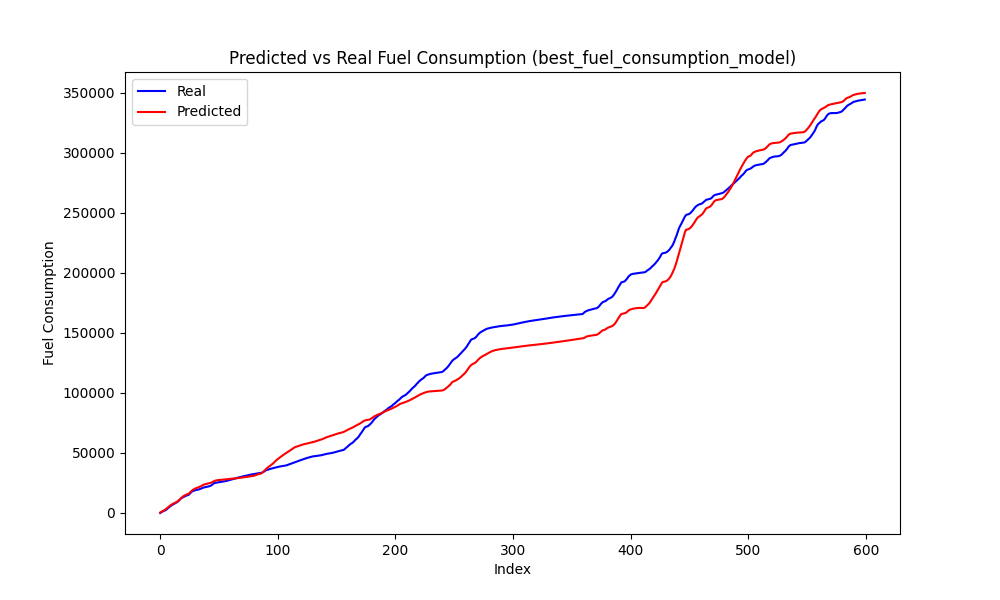 Predicted vs Real Fuel Consumption (best_fuel_consumption_model)
Real
Predicted
Fuel Consumption
350000
300000
250000
200000
150000
100000
50000
0
0 100 200 300 400 500 600
Index